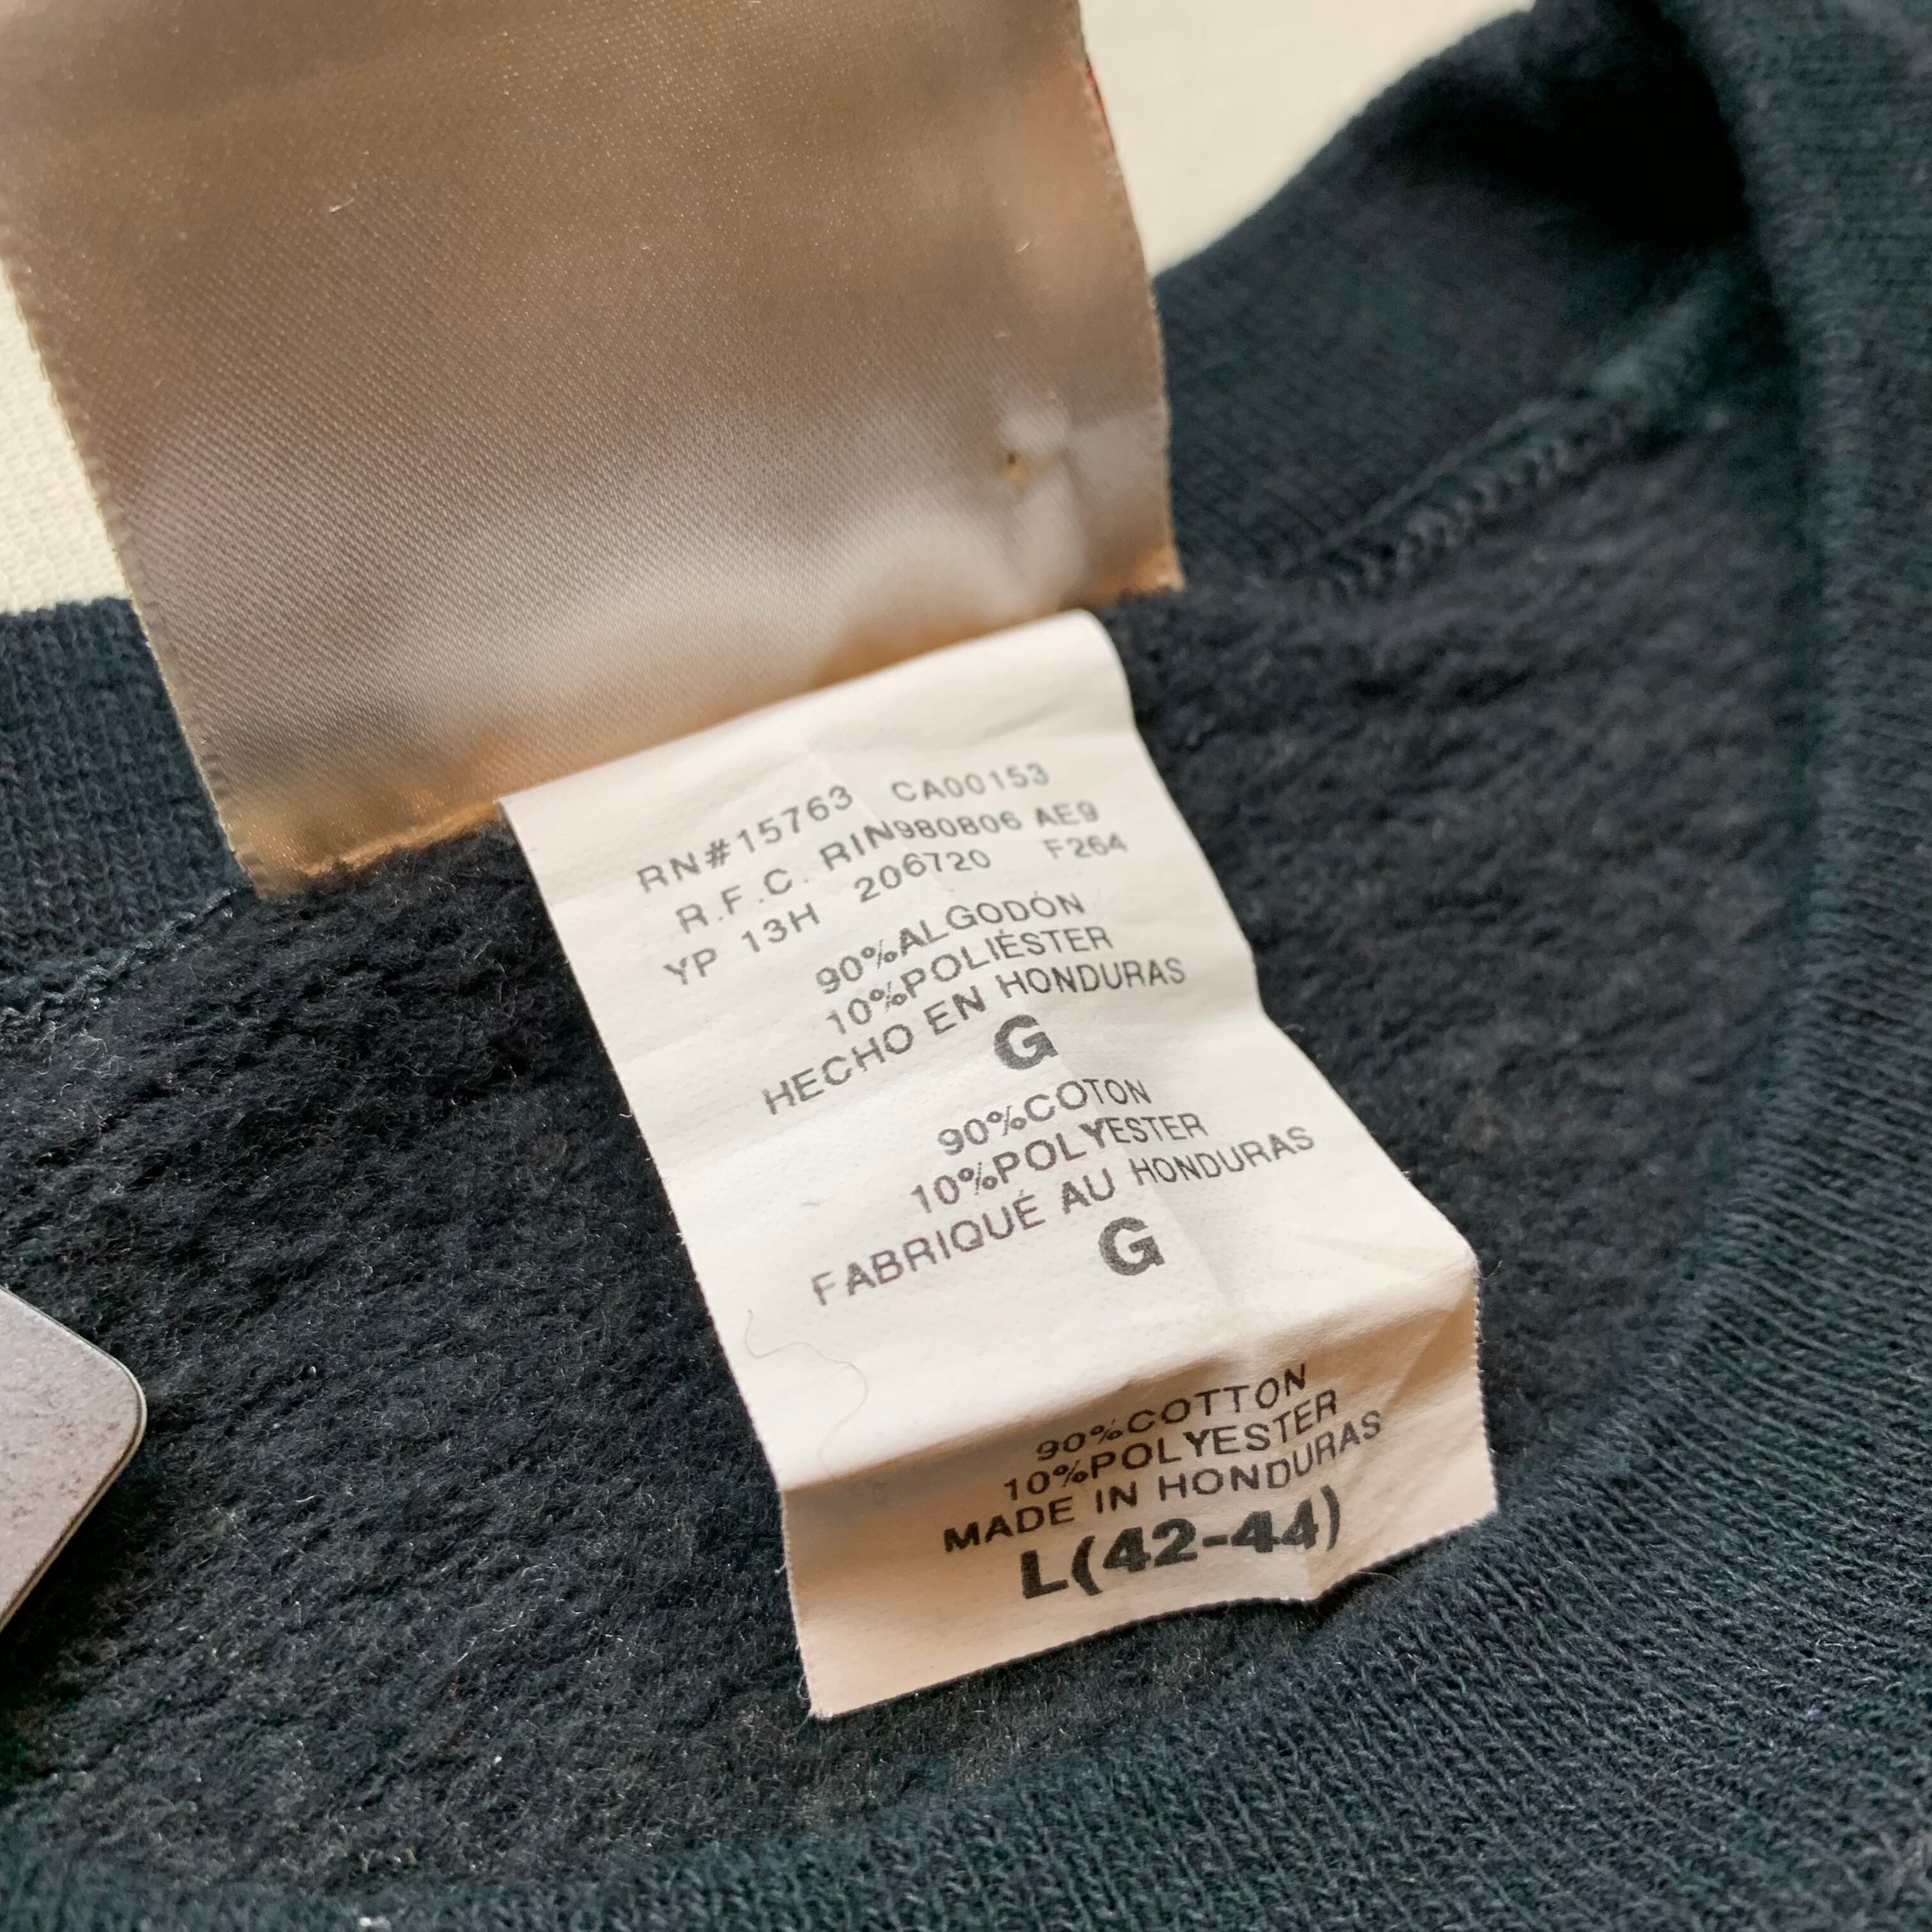 RN#15763 CA00153
R.F.C. RIN980806 AE9
YP 13H 206720 F264
90%ALGODÓN
10%POLIÉSTER
HECHO EN HONDURAS
G
90%COTON
10%POLYESTER
FABRIQUÉ AU HONDURAS
G
90%COTTON
10%POLYESTER
MADE IN HONDURAS
L(42-44)